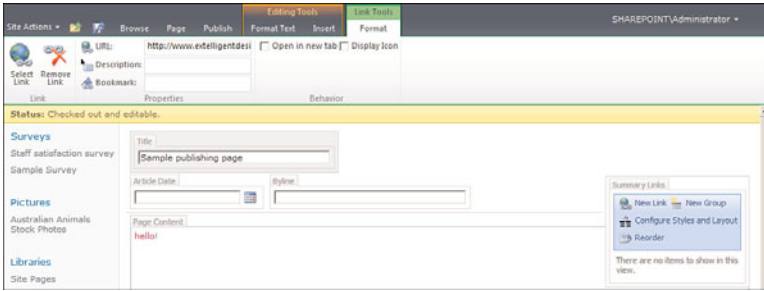 Editing Tools Link Tools
Site Actions Browse Page Publish Format Text Insert Format SHAREPOINT\Administrator
URL: http://www.extelligentdesi Open in new tab Display Icon
Select Link Remove Link Description:
Bookmark:
Link Properties Behavior
Status: Checked out and editable.
Surveys
Staff satisfaction survey
Sample Survey
Pictures
Australian Animals
Stock Photos
Libraries
Site Pages
Title
Sample publishing page
Article Date Byline
Page Content
hello!
Summary Links
New Link New Group
Configure Styles and Layout
Reorder
There are no items to show in this
view.